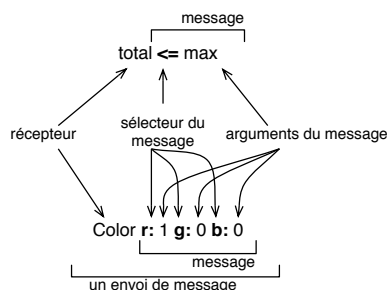 message
total <= max
récepteur
sélecteur du
message
arguments du message
Color r: 1 g: 0 b: 0
message
un envoi de message